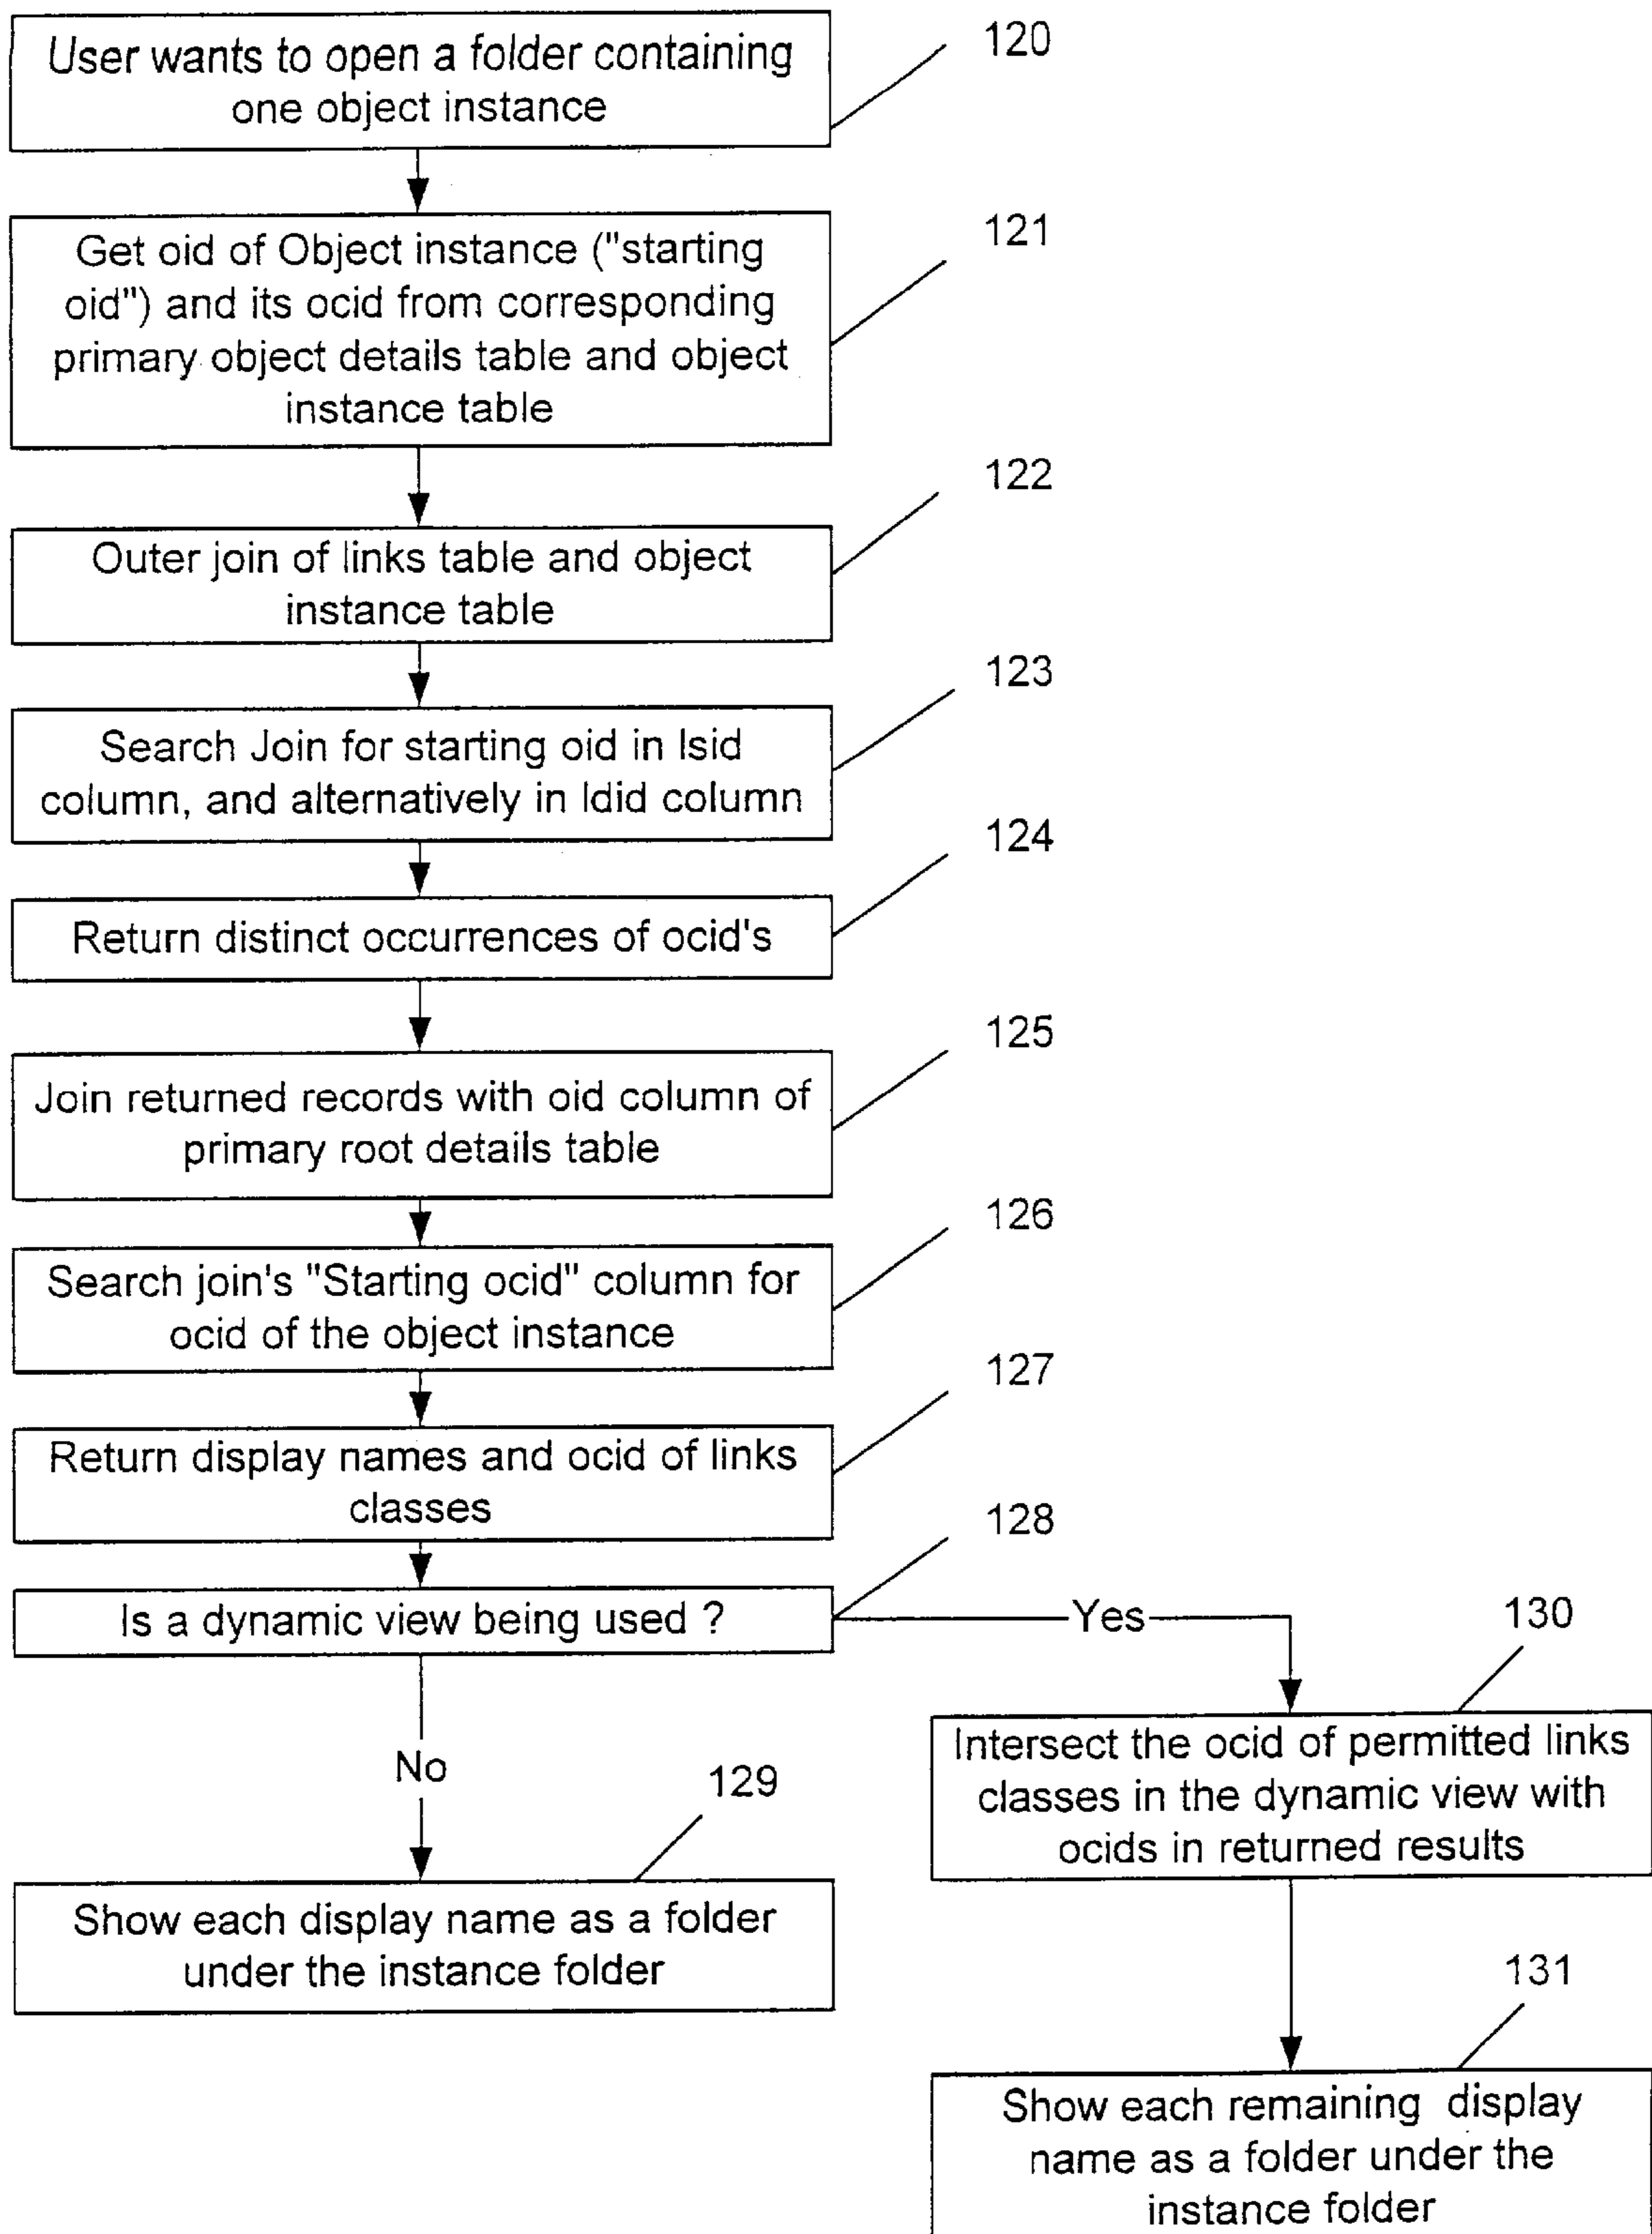 User wants to open a folder containing
one object instance
120
Get oid of Object instance ("starting
oid") and its ocid from corresponding
primary object details table and object
instance table
121
Outer join of links table and object
instance table
122
Search Join for starting oid in lsid
column, and alternatively in ldid column
123
Return distinct occurrences of ocid's
124
Join returned records with oid column of
primary root details table
125
Search join's "Starting ocid" column for
ocid of the object instance
126
Return display names and ocid of links
classes
127
Is a dynamic view being used ?
128
Yes
No
Show each display name as a folder
under the instance folder
129
Intersect the ocid of permitted links
classes in the dynamic view with
ocids in returned results
130
Show each remaining display
name as a folder under the
instance folder
131